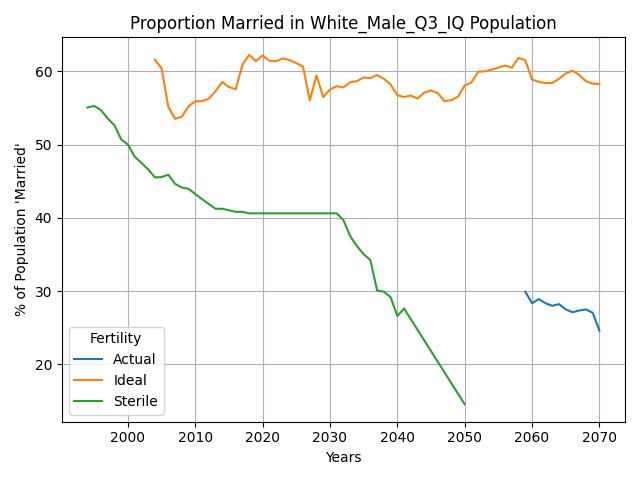 Proportion Married in White_Male_Q3_IQ Population
% of Population 'Married'
60
50
40
30
20
Fertility
Actual
Ideal
Sterile
2000 2010 2020 2030 2040 2050 2060 2070
Years